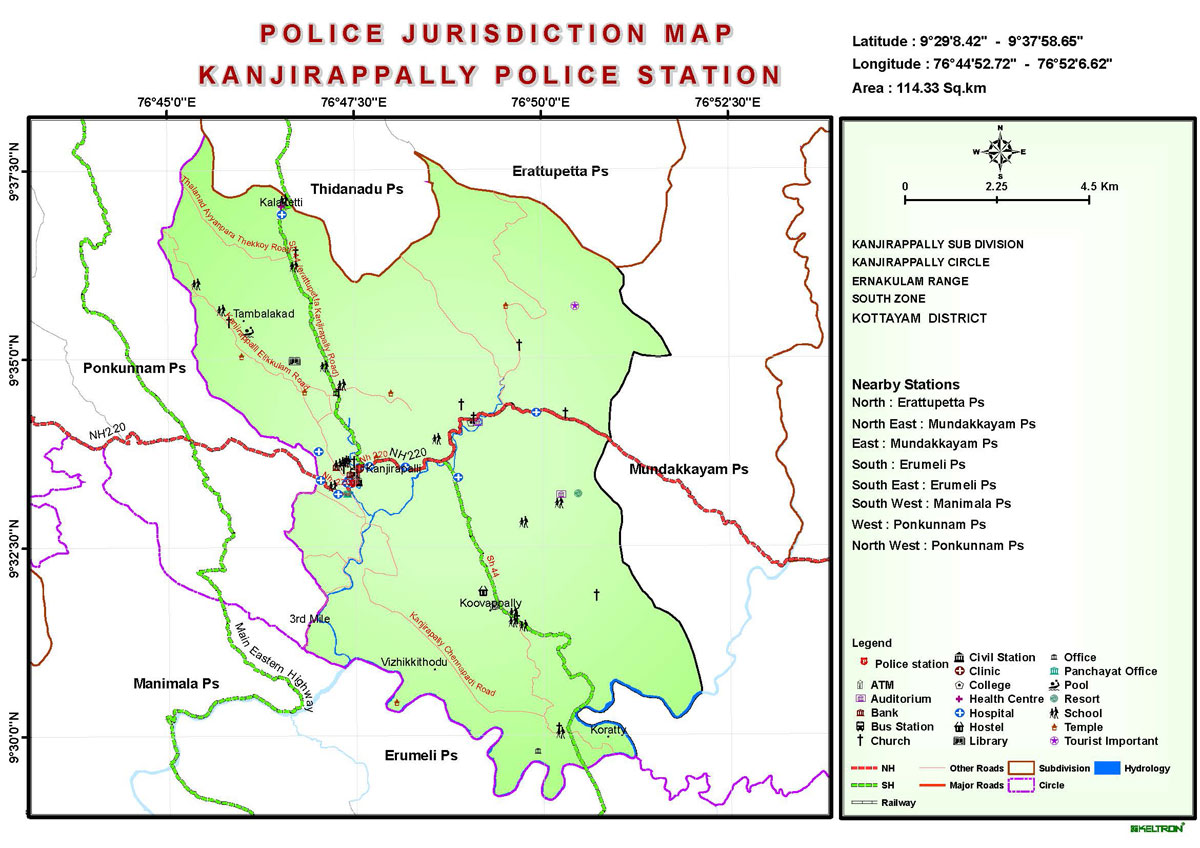 POLICE JURISDICTION MAP
KANJIRAPPALLY POLICE STATION
Latitude : 9°29'8.42" - 9°37'58.65"
Longitude : 76°44'52.72" - 76°52'6.62"
Area : 114.33 Sq.km
76°45'0"E
76°47'30"E
76°50'0"E
76°52'30"E
9°37'30"N
9°35'0"N
9°32'30"N
9°30'0"N
Erattupetta Ps
Thidanadu Ps
Kalaketti
Thalanad Ayyanpara Thekkoy Road
Sh 44 (Erattupetta Kanjirapally Road)
Tambalakad
Kanjirappalli Elikkulam Road
Ponkunnam Ps
NH220
Nh 220
NH 220
Kanjirapalli
Mundakkayam Ps
Sh 44
Koovappally
3rd Mile
Kanjirapally Chennapadi Road
Main Eastern Highway
Vizhikkithodu
Manimala Ps
Koratty
Erumeli Ps
N
W
E
S
0
2.25
4.5 Km
KANJIRAPPALLY SUB DIVISION
KANJIRAPPALLY CIRCLE
ERNAKULAM RANGE
SOUTH ZONE
KOTTAYAM DISTRICT
Nearby Stations
North : Erattupetta Ps
North East : Mundakkayam Ps
East : Mundakkayam Ps
South : Erumeli Ps
South East : Erumeli Ps
South West : Manimala Ps
West : Ponkunnam Ps
North West : Ponkunnam Ps
Legend
Police station
ATM
Auditorium
Bank
Bus Station
Church
Civil Station
Clinic
College
Health Centre
Hospital
Hostel
Library
Office
Panchayat Office
Pool
Resort
School
Temple
Tourist Important
NH
SH
Railway
Other Roads
Major Roads
Subdivision
Circle
Hydrology
KELTRON